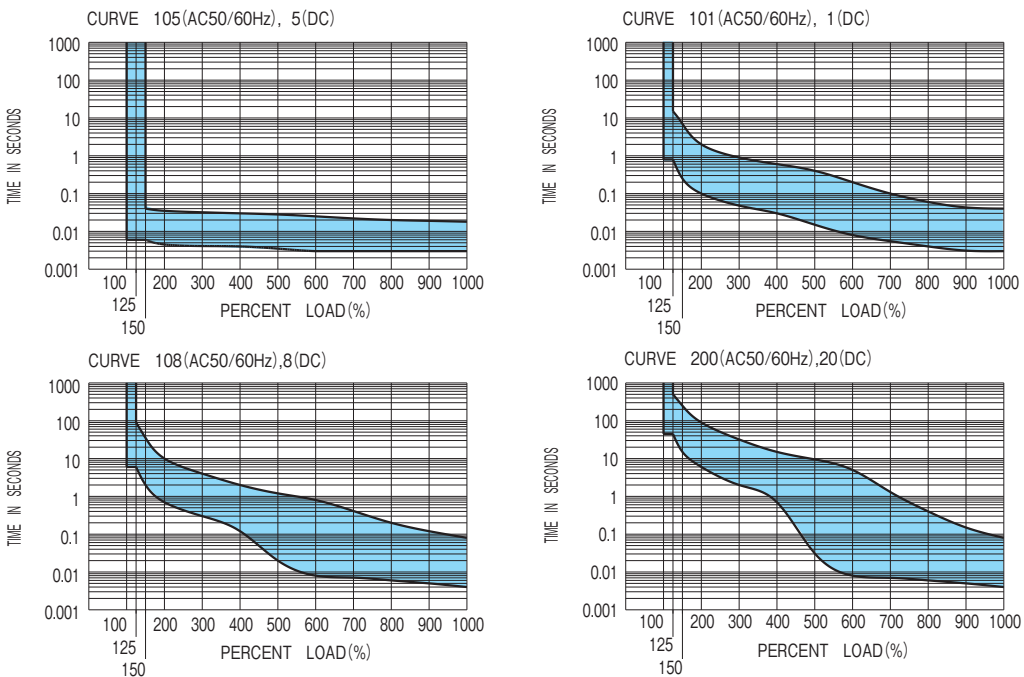 CURVE 105(AC50/60Hz), 5(DC)
1000
100
10
1
0.1
0.01
0.001
TIME IN SECONDS
100 200 300 400 500 600 700 800 900 1000
125
150
PERCENT LOAD(%)
CURVE 101(AC50/60Hz), 1(DC)
1000
100
10
1
0.1
0.01
0.001
TIME IN SECONDS
100 200 300 400 500 600 700 800 900 1000
125
150
PERCENT LOAD(%)
CURVE 108(AC50/60Hz),8(DC)
1000
100
10
1
0.1
0.01
0.001
TIME IN SECONDS
100 200 300 400 500 600 700 800 900 1000
125
150
PERCENT LOAD(%)
CURVE 200(AC50/60Hz),20(DC)
1000
100
10
1
0.1
0.01
0.001
TIME IN SECONDS
100 200 300 400 500 600 700 800 900 1000
125
150
PERCENT LOAD(%)